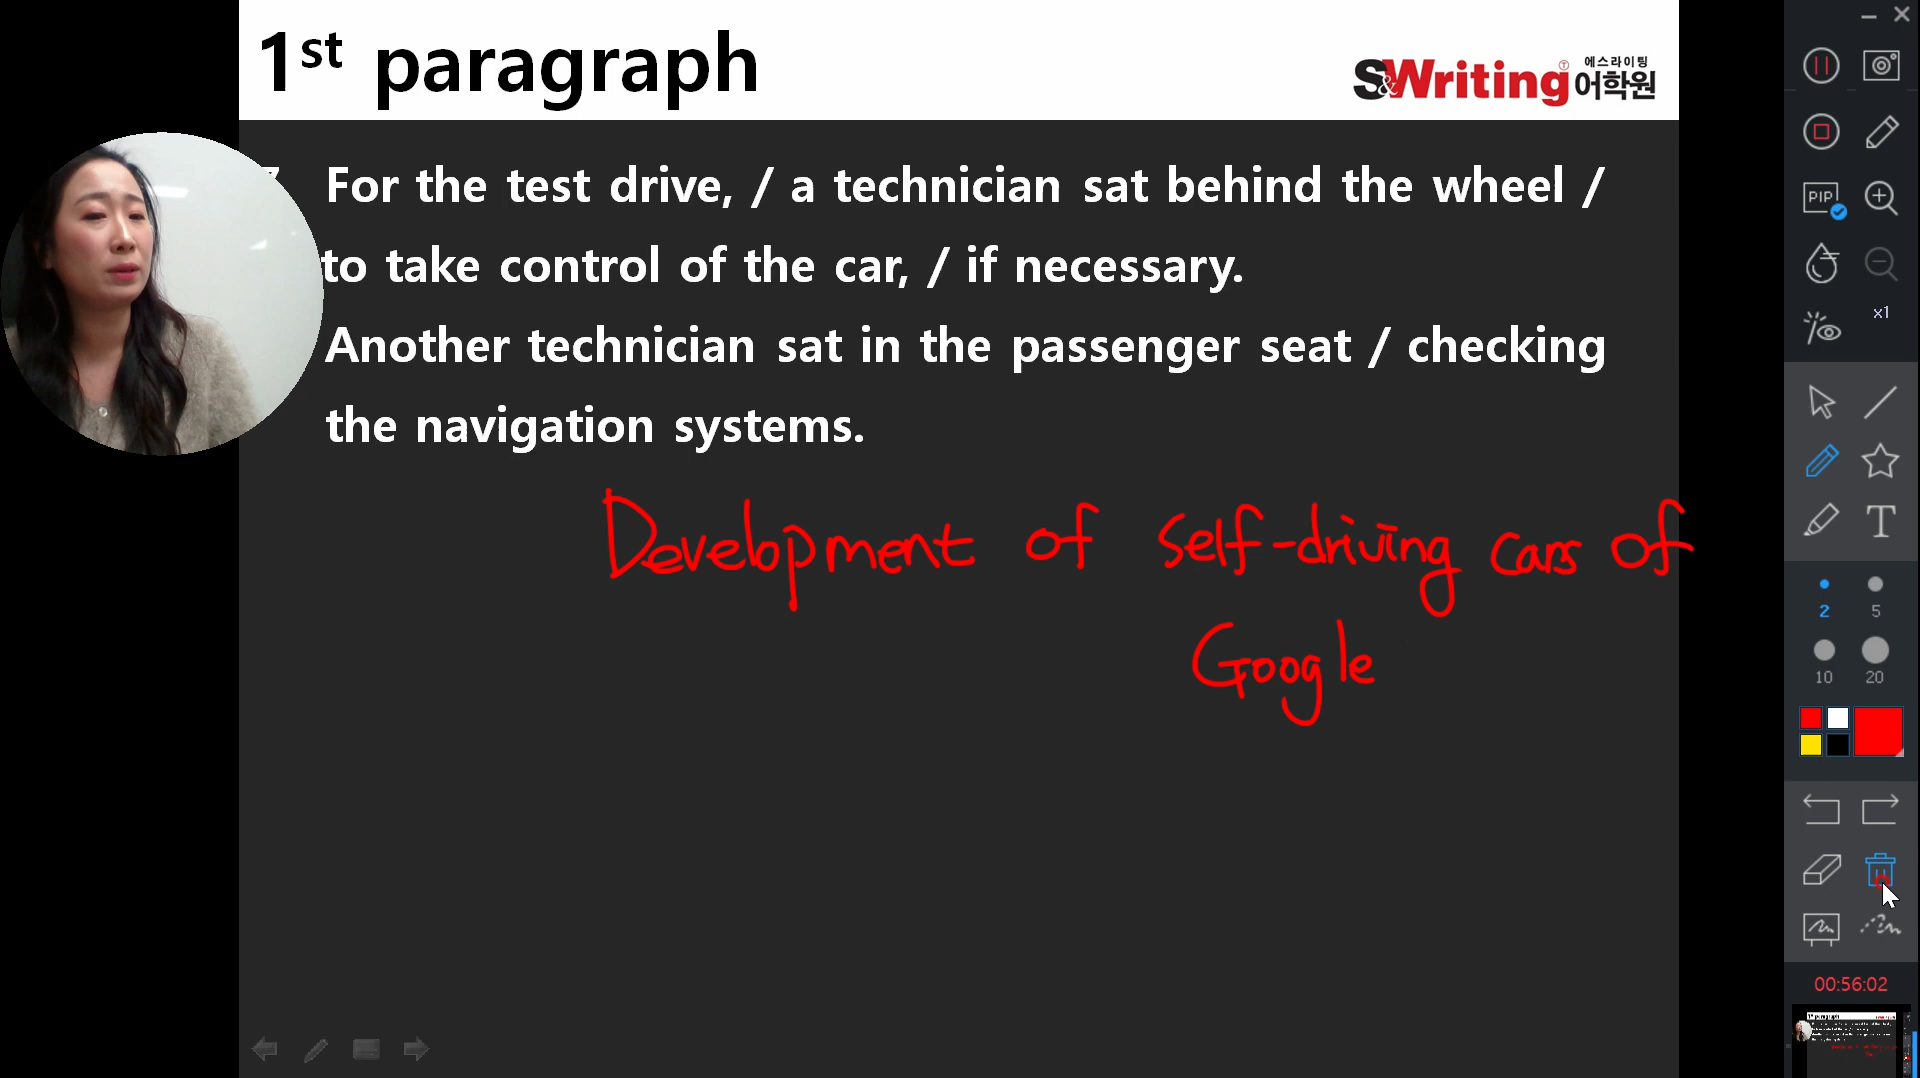 1st paragraph
S&Writing 에스라이팅 어학원
For the test drive, / a technician sat behind the wheel /
to take control of the car, / if necessary.
Another technician sat in the passenger seat / checking
the navigation systems.
Development of self-driving cars of
Google
PIP
x1
T
2 5
10 20
00:56:02